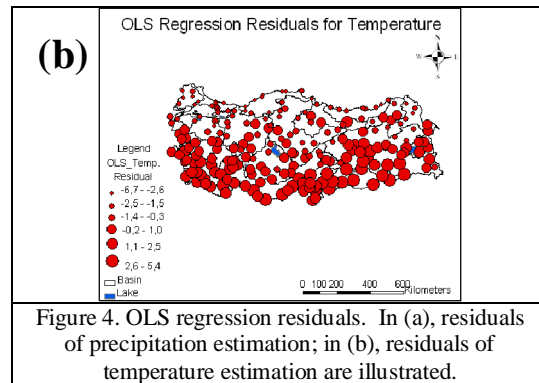 (b)
OLS Regression Residuals for Temperature
N
W
E
S
Legend
OLS_Temp.
Residual
-6,7 - -2,6
-2,5 - -1,5
-1,4 - -0,3
-0,2 - 1,0
1,1 - 2,5
2,6 - 5,4
Basin
Lake
0 100 200 400 600
Kilometers
Figure 4. OLS regression residuals. In (a), residuals
of precipitation estimation; in (b), residuals of
temperature estimation are illustrated.